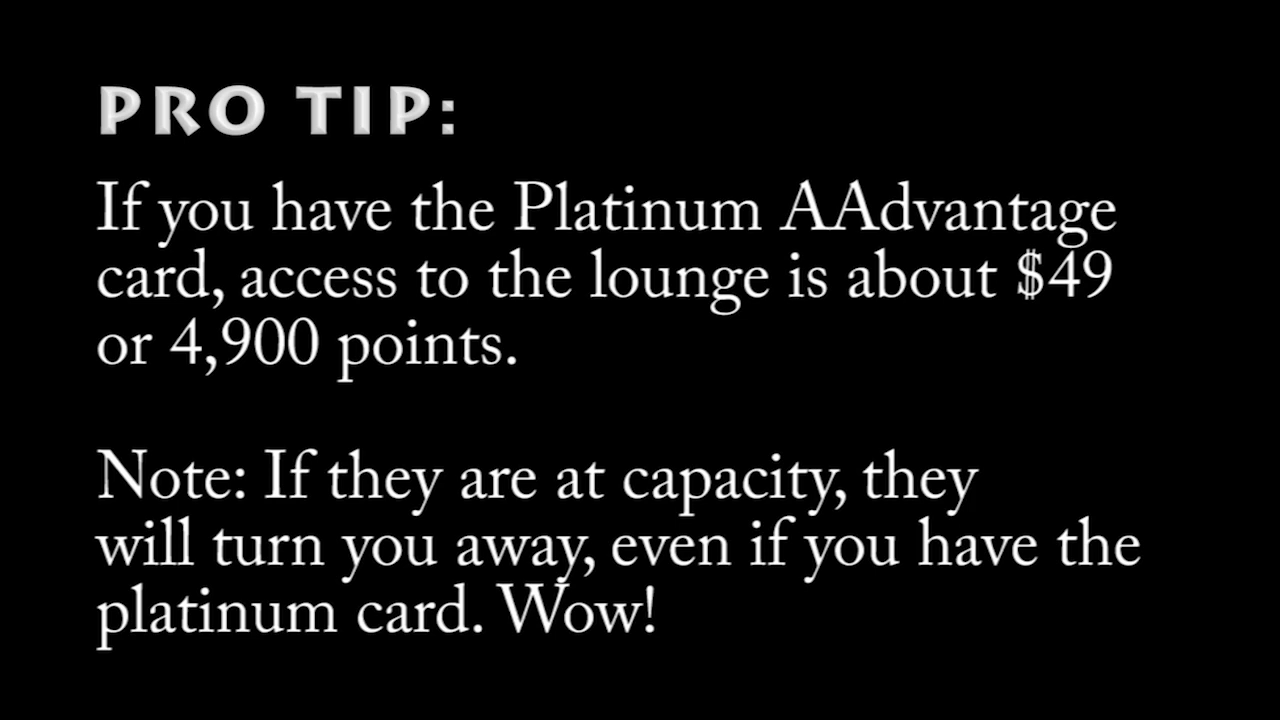 PRO TIP:
If you have the Platinum AAdvantage
card, access to the lounge is about $49
or 4,900 points.
Note: If they are at capacity, they
will turn you away, even if you have the
platinum card. Wow!